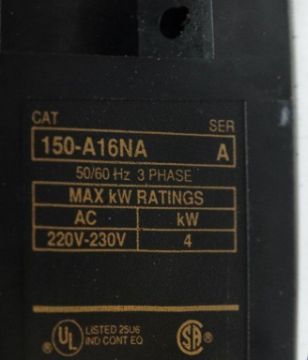 CAT SER
150-A16NA A
50/60 Hz 3 PHASE
MAX kW RATINGS
AC kW
220V-230V 4
UL LISTED 25U6
IND CONT EQ
SA